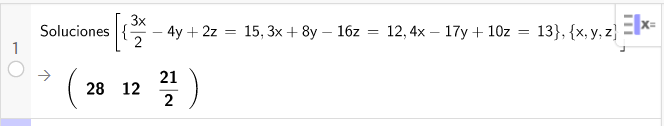 1 Soluciones [{3x/2 − 4y + 2z = 15, 3x + 8y − 16z = 12, 4x − 17y + 10z = 13}, {x, y, z}]
→ (28 12 21/2)
x=